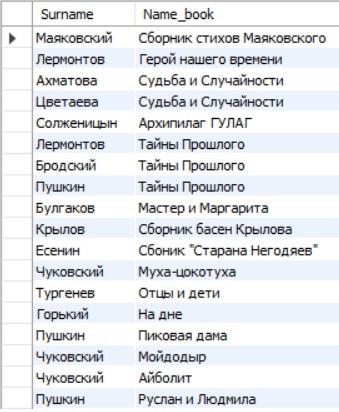 Surname Name_book
Маяковский Сборник стихов Маяковского
Лермонтов Герой нашего времени
Ахматова Судьба и Случайности
Цветаева Судьба и Случайности
Солженицын Архипилаг ГУЛАГ
Лермонтов Тайны Прошлого
Бродский Тайны Прошлого
Пушкин Тайны Прошлого
Булгаков Мастер и Маргарита
Крылов Сборник басен Крылова
Есенин Сбоник "Старана Негодяев"
Чуковский Муха-цокотуха
Тургенев Отцы и дети
Горький На дне
Пушкин Пиковая дама
Чуковский Мойдодыр
Чуковский Айболит
Пушкин Руслан и Людмила